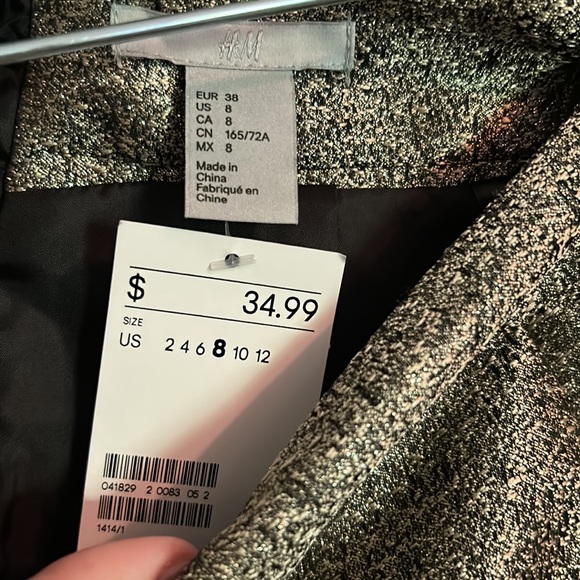 H&M
EUR 38
US 8
CA 8
CN 165/72A
MX 8
Made in
China
Fabriqué en
Chine
$ 34.99
SIZE
US 2 4 6 8 10 12
041829 2 0083 05 2
1414/1